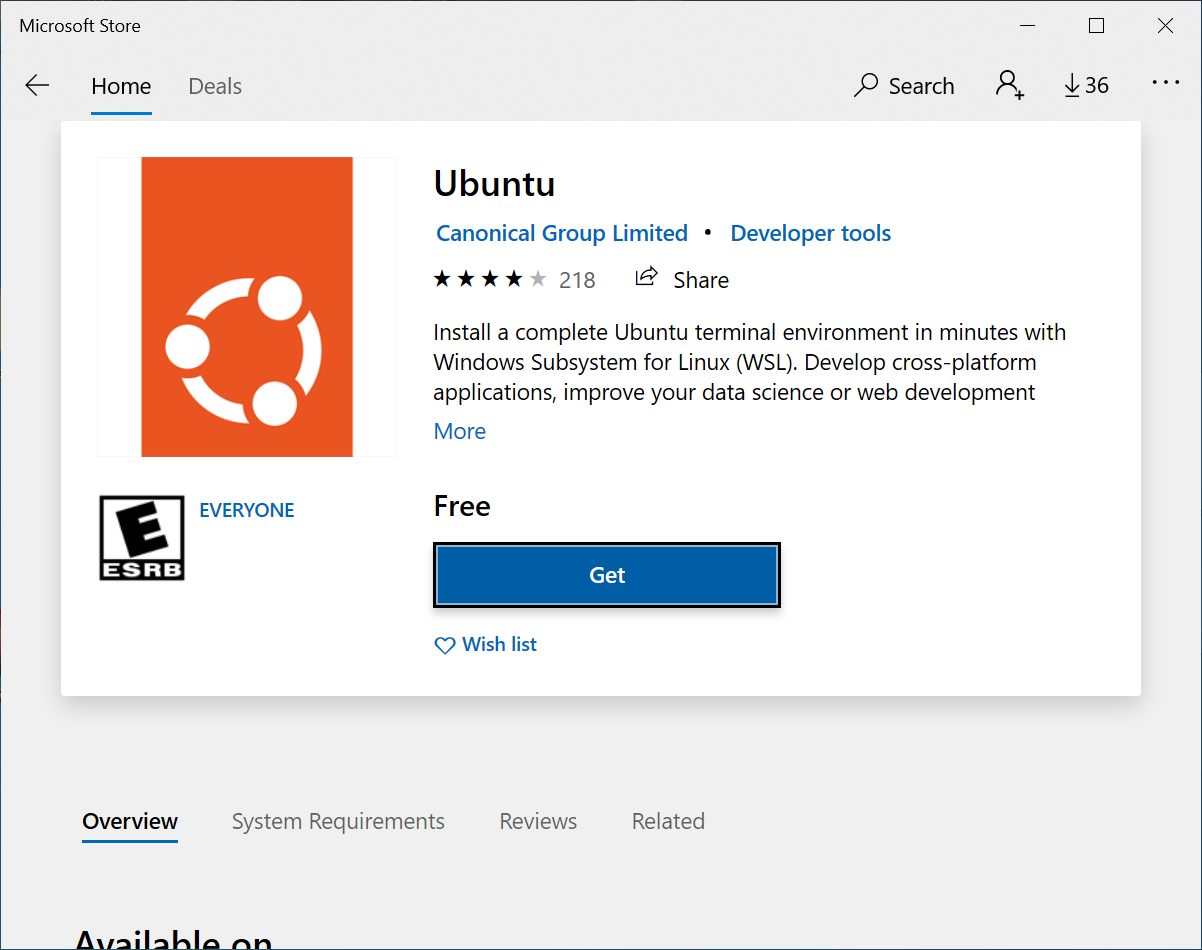 Microsoft Store
Home Deals Search 36
Ubuntu
Canonical Group Limited • Developer tools
218 Share
Install a complete Ubuntu terminal environment in minutes with
Windows Subsystem for Linux (WSL). Develop cross-platform
applications, improve your data science or web development
More
E
ESRB
EVERYONE
Free
Get
Wish list
Overview System Requirements Reviews Related
Available on